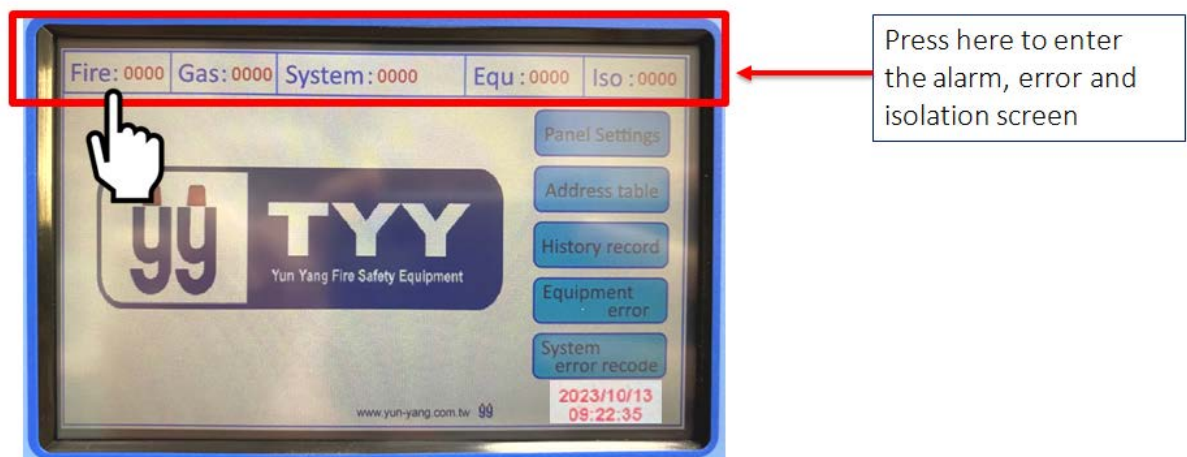 Fire: 0000 Gas: 0000 System: 0000 Equ: 0000 Iso: 0000
Press here to enter
the alarm, error and
isolation screen
Panel Settings
Address table
History record
Equipment
error
System
error recode
yy TYY
Yun Yang Fire Safety Equipment
www.yun-yang.com.tw yy
2023/10/13
09:22:35